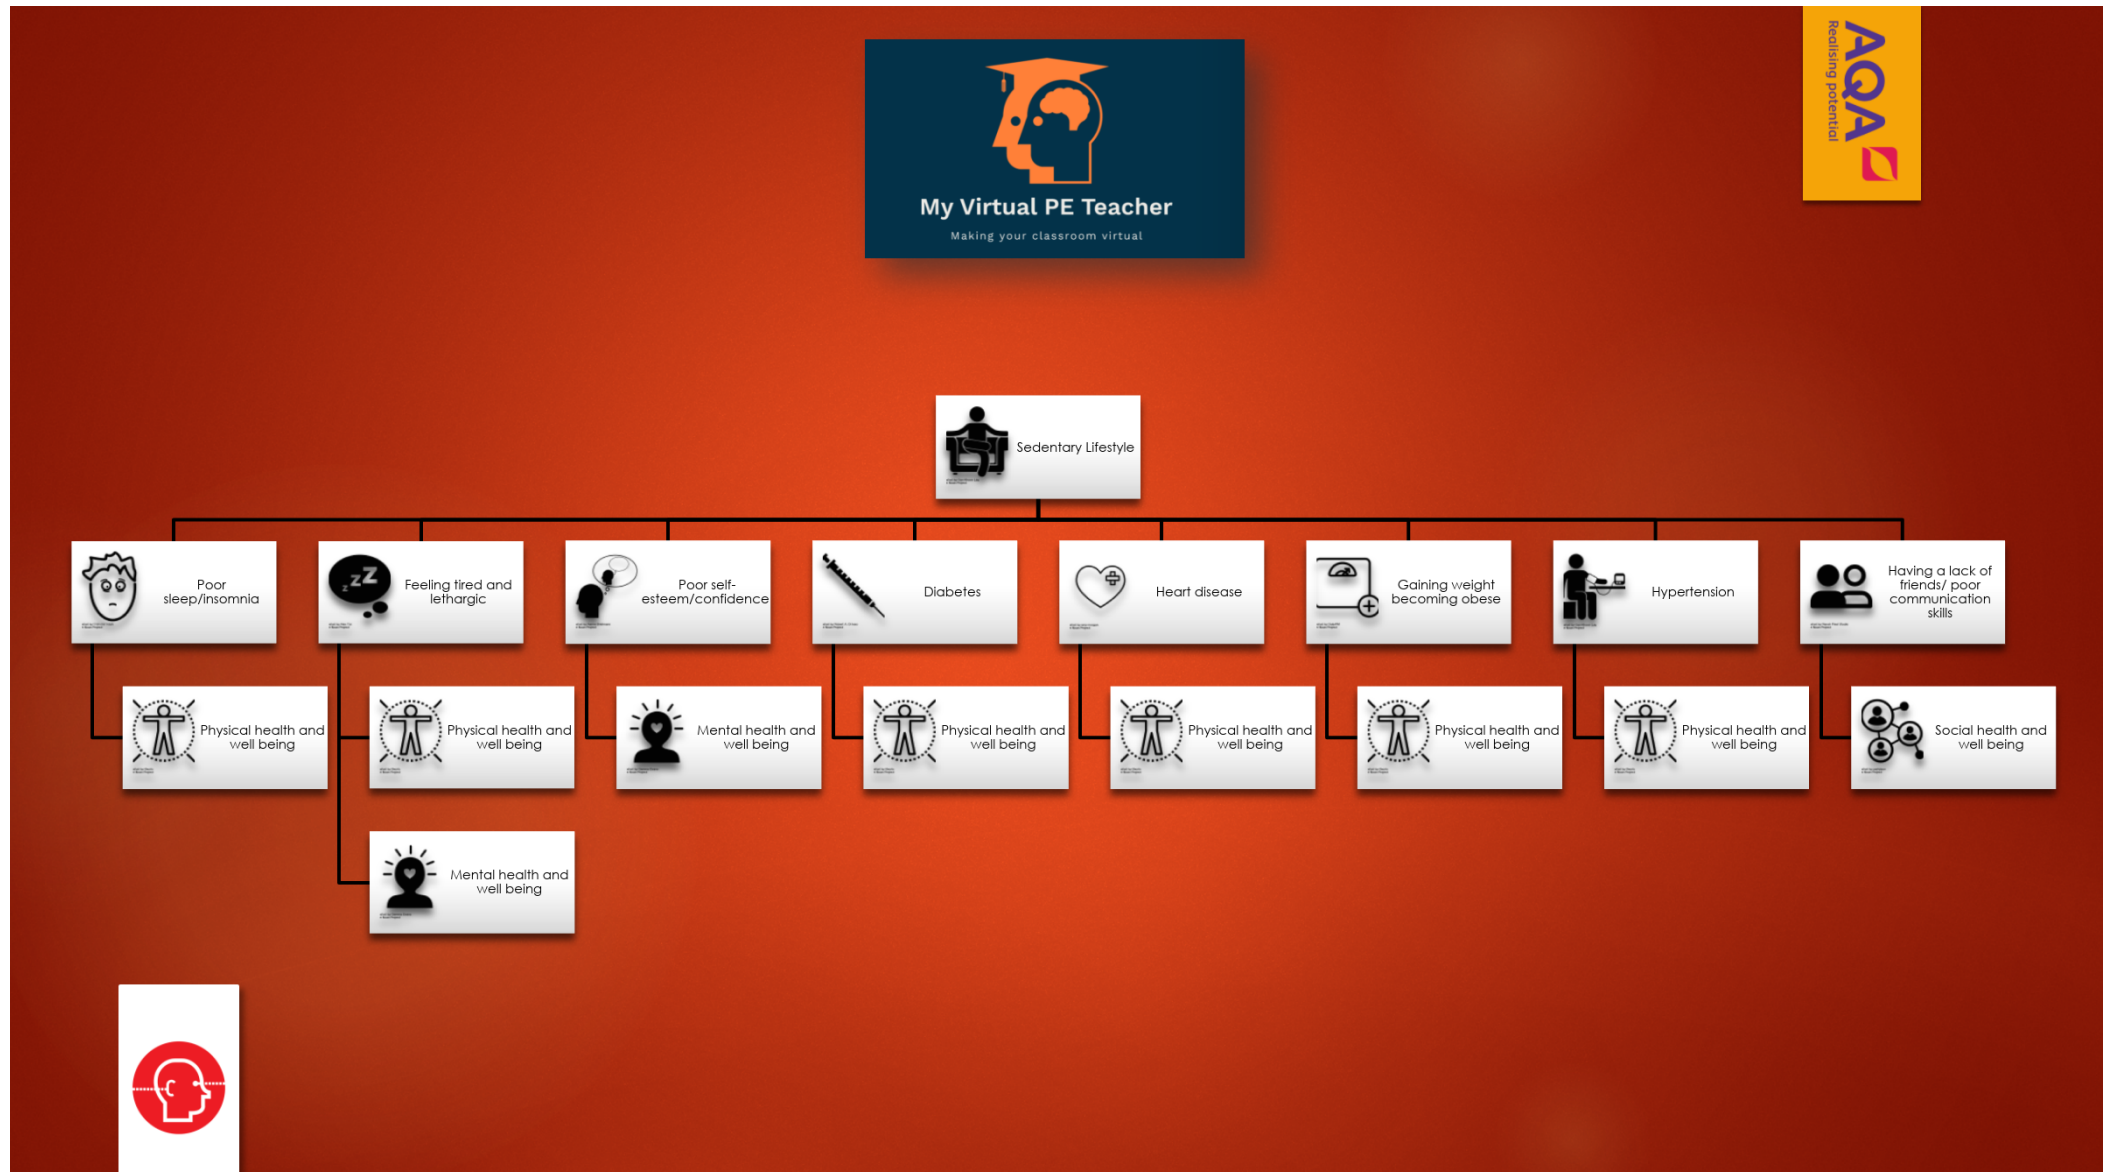 AQA
Realising potential
My Virtual PE Teacher
Making your classroom virtual
Sedentary Lifestyle
Poor
sleep/insomnia
Feeling tired and
lethargic
Poor self-
esteem/confidence
Diabetes
Heart disease
Gaining weight
becoming obese
Hypertension
Having a lack of
friends/ poor
communication
skills
Physical health and
well being
Physical health and
well being
Mental health and
well being
Physical health and
well being
Physical health and
well being
Physical health and
well being
Physical health and
well being
Social health and
well being
Mental health and
well being